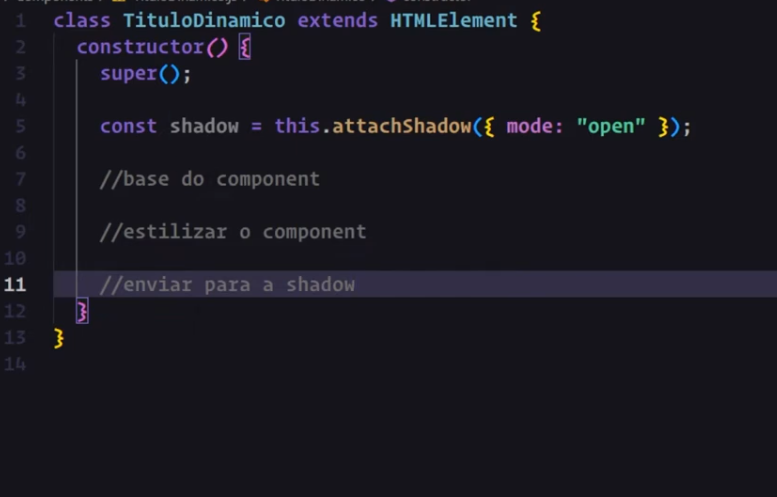 1 class TituloDinamico extends HTMLElement {
2 constructor() {
3 super();
4
5 const shadow = this.attachShadow({ mode: "open" });
6
7 //base do component
8
9 //estilizar o component
10
11 //enviar para a shadow
12 }
13 }
14